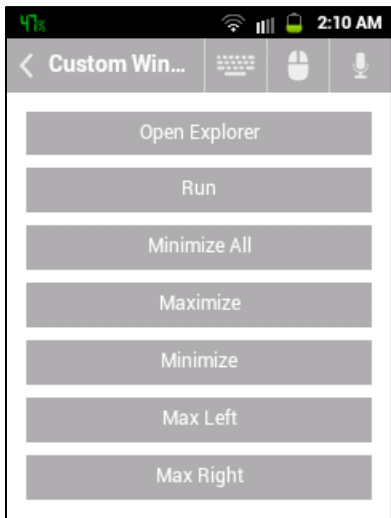 47% 2:10 AM
Custom Win...
Open Explorer
Run
Minimize All
Maximize
Minimize
Max Left
Max Right